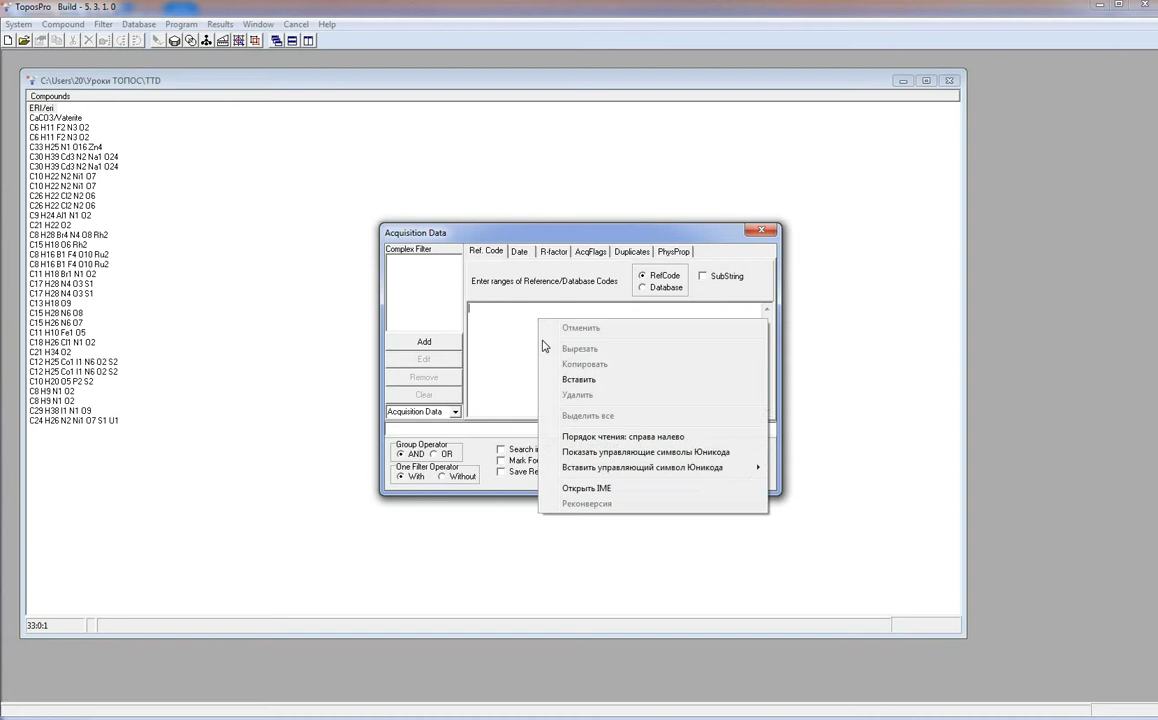 ToposPro Build - 5. 3. 1. 0
System Compound Filter Database Program Results Window Cancel Help
C:\Users\20\Уроки ТОПОС\TTD
Compounds
ERI/eri
CaCO3/Vaterite
C6 H11 F2 N3 O2
C6 H11 F2 N3 O2
C33 H25 N1 O16 Zn4
C30 H39 Cd3 N2 Na1 O24
C30 H39 Cd3 N2 Na1 O24
C10 H22 N2 Ni1 O7
C10 H22 N2 Ni1 O7
C26 H22 Cl2 N2 O6
C26 H22 Cl2 N2 O6
C9 H24 Al1 N1 O2
C21 H22 O2
C8 H28 Br4 N4 O8 Rh2
C15 H18 O6 Rh2
C8 H16 B1 F4 O10 Ru2
C8 H16 B1 F4 O10 Ru2
C11 H18 Br1 N1 O2
C17 H28 N4 O3 S1
C17 H28 N4 O3 S1
C13 H18 O9
C15 H28 N6 O8
C15 H26 N6 O7
C11 H10 Fe1 O5
C18 H26 Cl1 N1 O2
C21 H34 O2
C12 H25 Co1 I1 N6 O2 S2
C12 H25 Co1 I1 N6 O2 S2
C10 H20 O5 P2 S2
C8 H9 N1 O2
C8 H9 N1 O2
C29 H38 I1 N1 O9
C24 H26 N2 Ni1 O7 S1 U1
33:0:1
Acquisition Data
Complex Filter
Ref. Code Date R-factor AcqFlags Duplicates PhysProp
Enter ranges of Reference/Database Codes
RefCode
Database
SubString
Add
Edit
Remove
Clear
Acquisition Data
Group Operator
AND OR
One Filter Operator
With Without
Search in
Mark Fo
Save Re
Отменить
Вырезать
Копировать
Вставить
Удалить
Выделить все
Порядок чтения: справа налево
Показать управляющие символы Юникода
Вставить управляющий символ Юникода
Открыть IME
Реконверсия